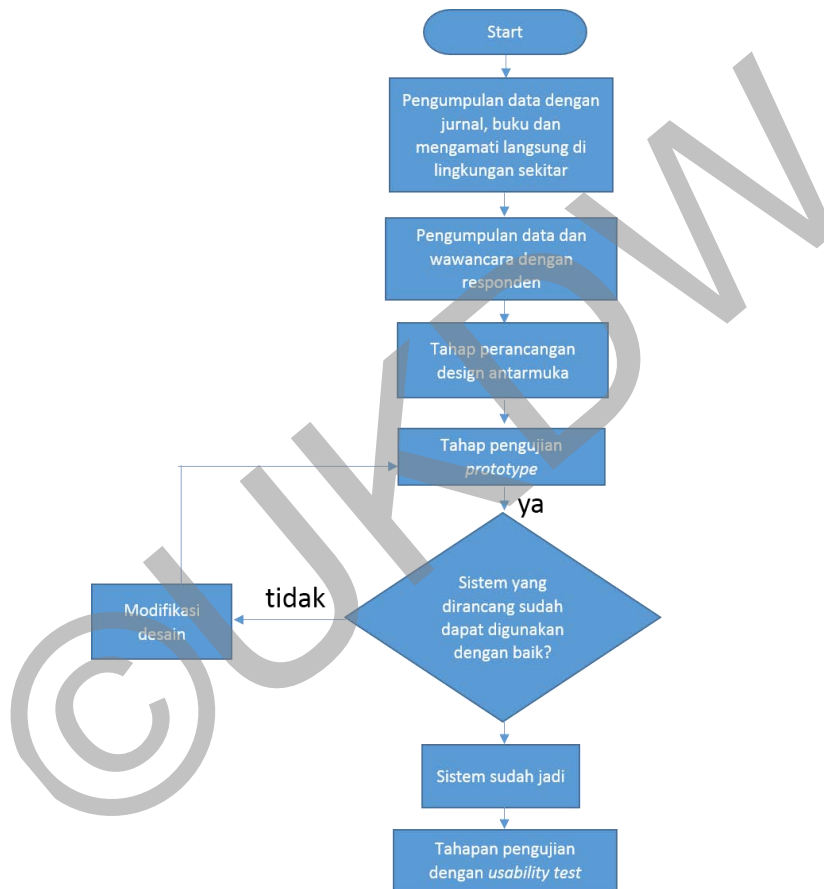 Start
Pengumpulan data dengan
jurnal, buku dan
mengamati langsung di
lingkungan sekitar
Pengumpulan data dan
wawancara dengan
responden
Tahap perancangan
design antarmuka
Tahap pengujian
prototype
ya
Sistem yang
dirancang sudah
dapat digunakan
dengan baik?
tidak
Modifikasi
desain
Sistem sudah jadi
Tahapan pengujian
dengan usability test
©UKDW